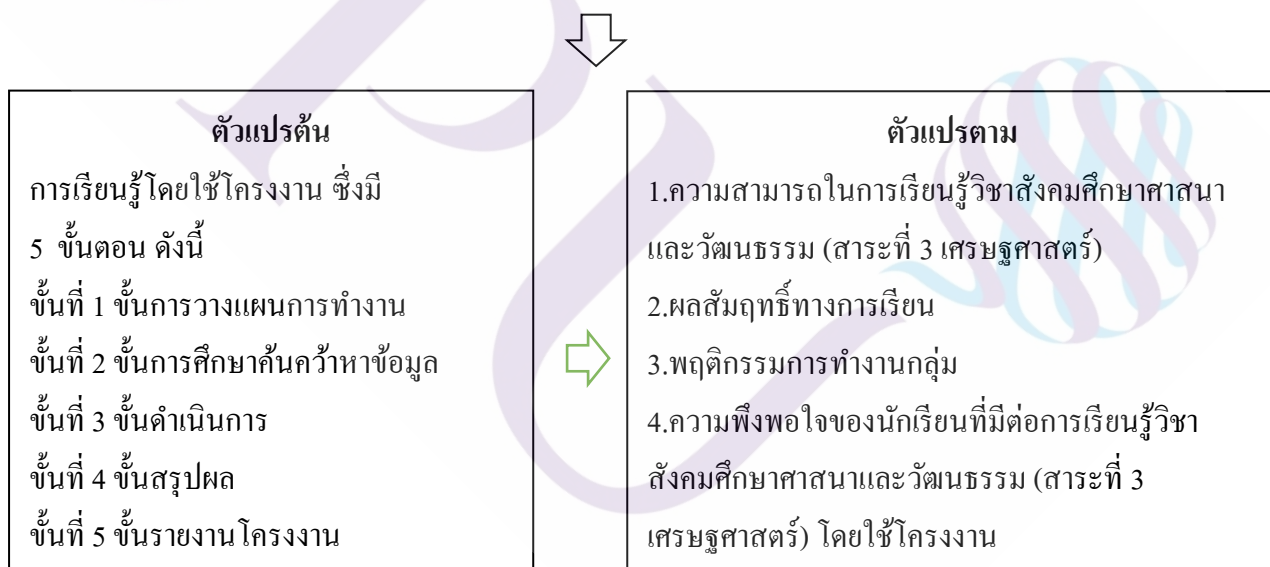 ตัวแปรต้น
การเรียนรู้โดยใช้โครงงาน ซึ่งมี
5 ขั้นตอน ดังนี้
ขั้นที่ 1 ขั้นการวางแผนการทำงาน
ขั้นที่ 2 ขั้นการศึกษาค้นคว้าหาข้อมูล
ขั้นที่ 3 ขั้นดำเนินการ
ขั้นที่ 4 ขั้นสรุปผล
ขั้นที่ 5 ขั้นรายงานโครงงาน
ตัวแปรตาม
1.ความสามารถในการเรียนรู้วิชาสังคมศึกษาศาสนา
และวัฒนธรรม (สาระที่ 3 เศรษฐศาสตร์)
2.ผลสัมฤทธิ์ทางการเรียน
3.พฤติกรรมการทำงานกลุ่ม
4.ความพึงพอใจของนักเรียนที่มีต่อการเรียนรู้วิชา
สังคมศึกษาศาสนาและวัฒนธรรม (สาระที่ 3
เศรษฐศาสตร์) โดยใช้โครงงาน